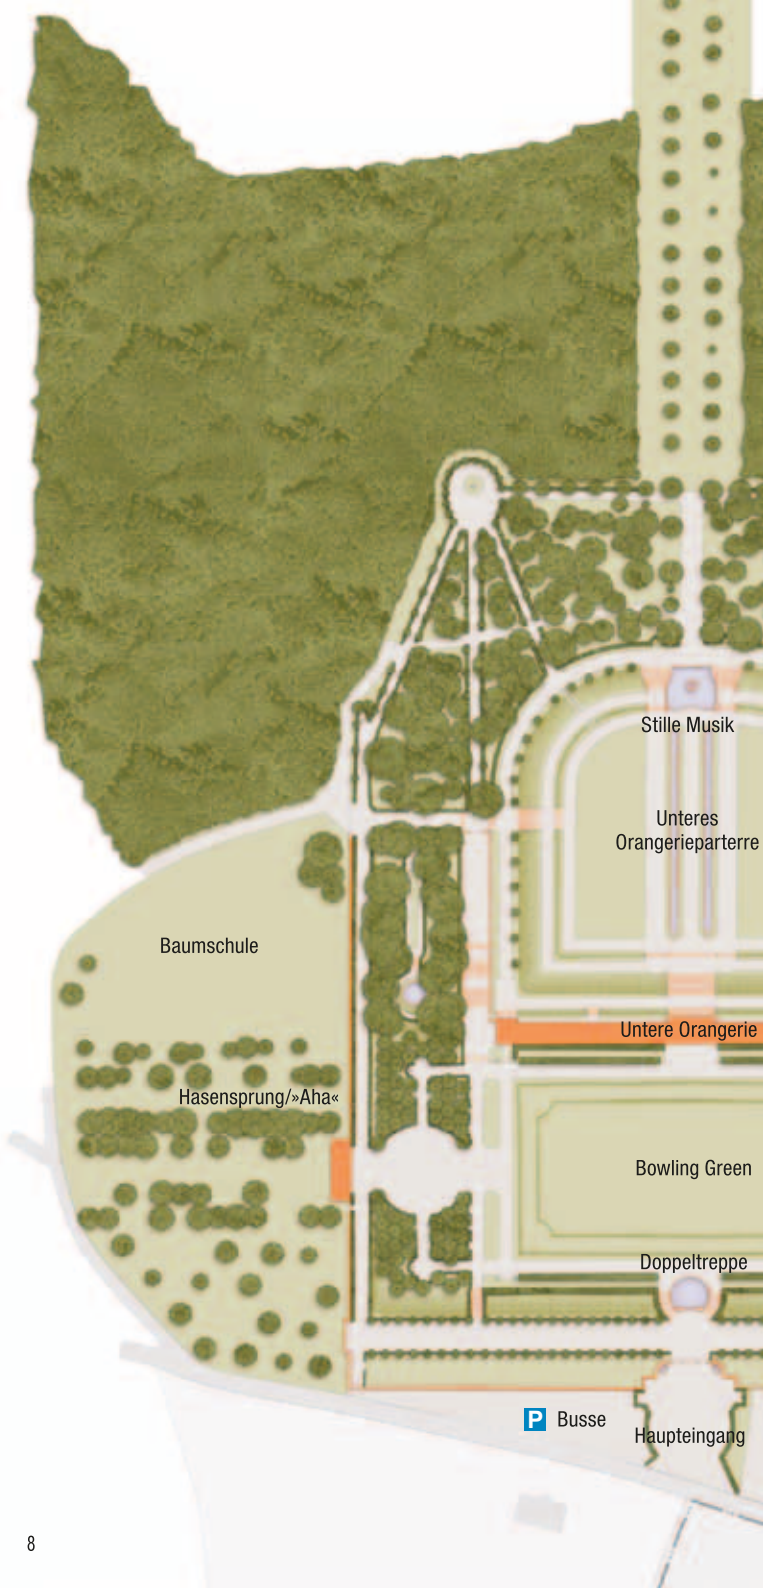 Stille Musik
Unteres
Orangerieparterre
Baumschule
Untere Orangerie
Hasensprung/»Aha«
Bowling Green
Doppeltreppe
P Busse
Haupteingang
8